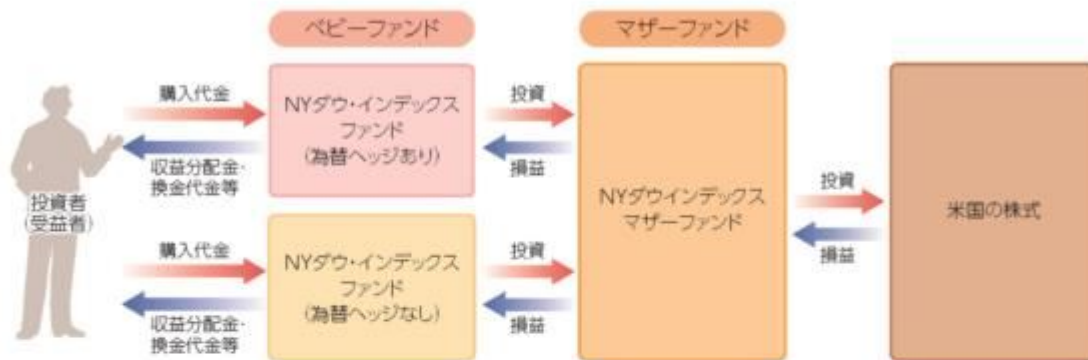 ベビーファンド
マザーファンド
投資者
(受益者)
購入代金
収益分配金・
換金代金等
NYダウ・インデックス
ファンド
(為替ヘッジあり)
投資
損益
購入代金
収益分配金・
換金代金等
NYダウ・インデックス
ファンド
(為替ヘッジなし)
投資
損益
NYダウインデックス
マザーファンド
投資
損益
米国の株式